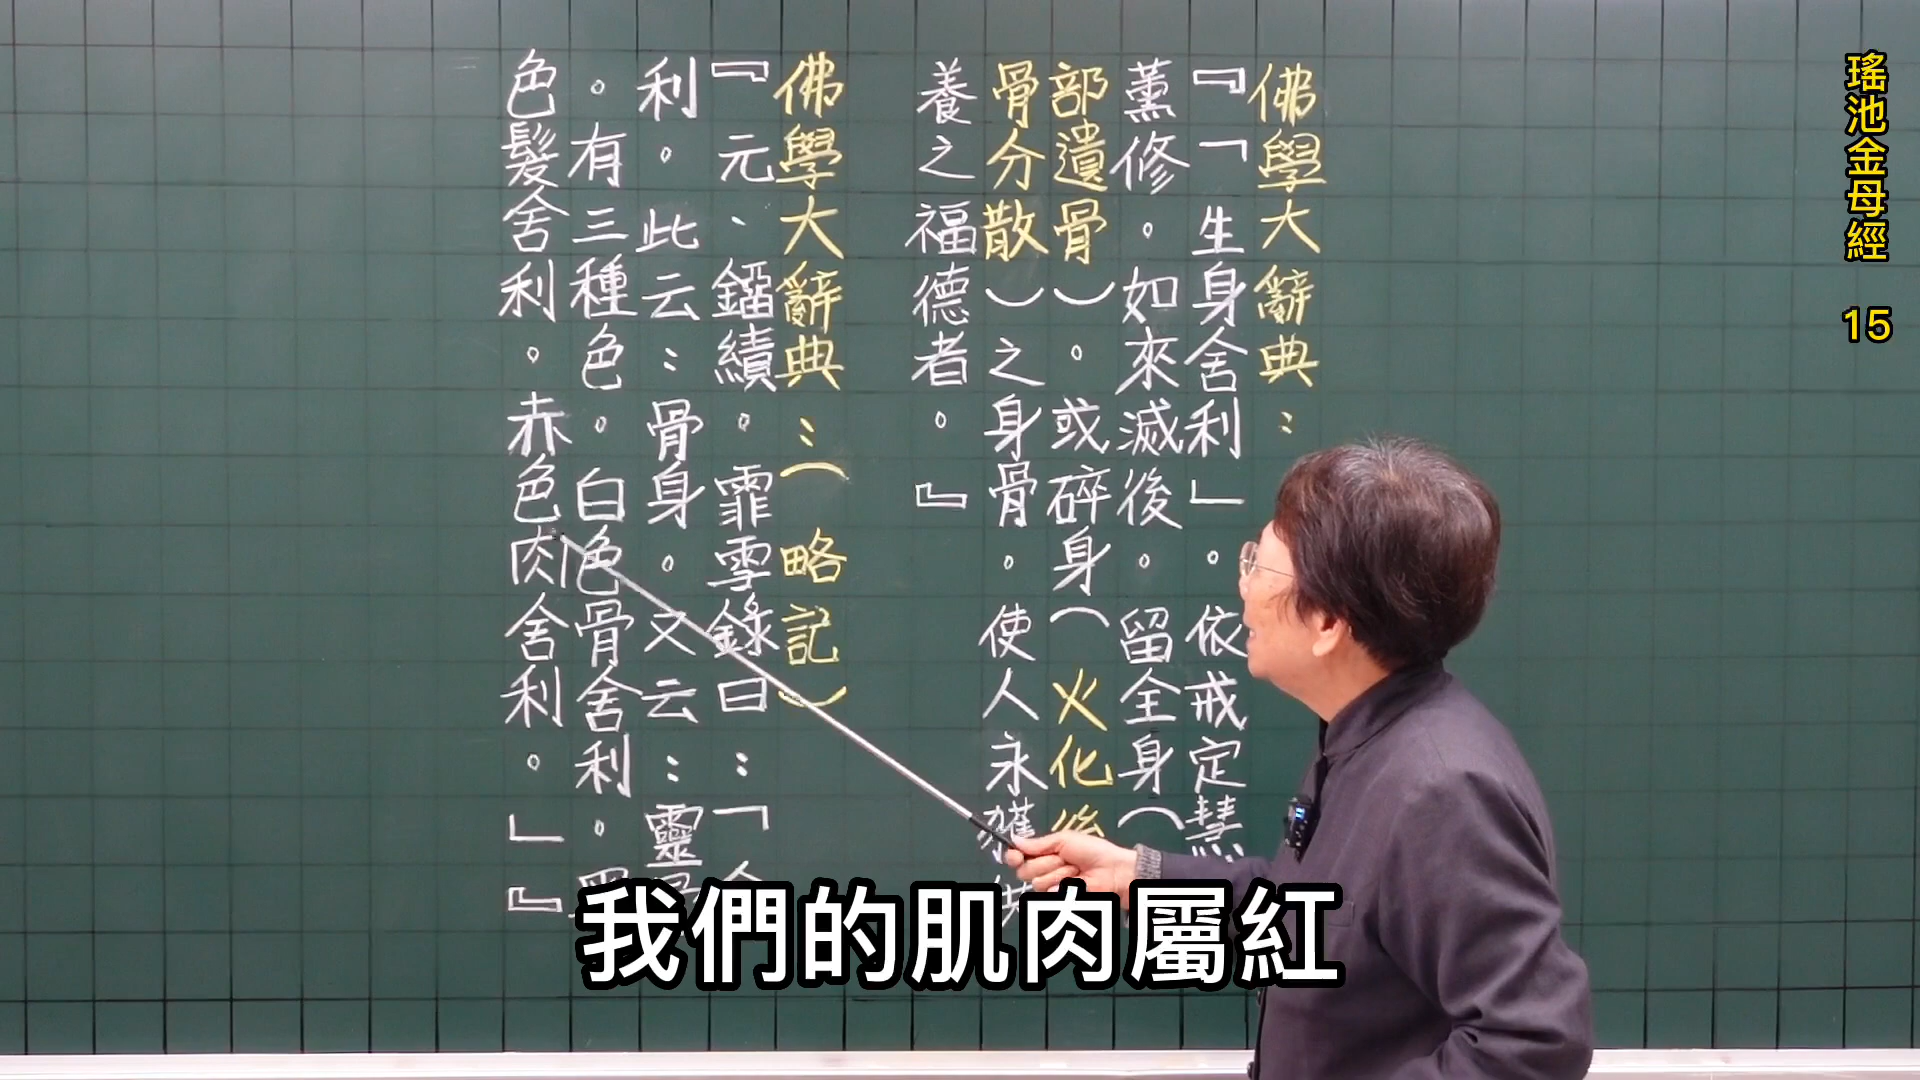 佛學大辭典：
『「生身舍利」。依戒定慧
薰修。如來滅後。留全身（
部遺骨）。或碎身（火化後
骨分散）之身骨。使人永獲
養之福德者。』
佛學大辭典：（略記）
『元、鎦績。霏雪錄曰：「
利。此云：骨身。又云：靈
。有三種色。白色骨舍利。
色髮舍利。赤色肉舍利。」』
瑤池金母經 15
我們的肌肉屬紅